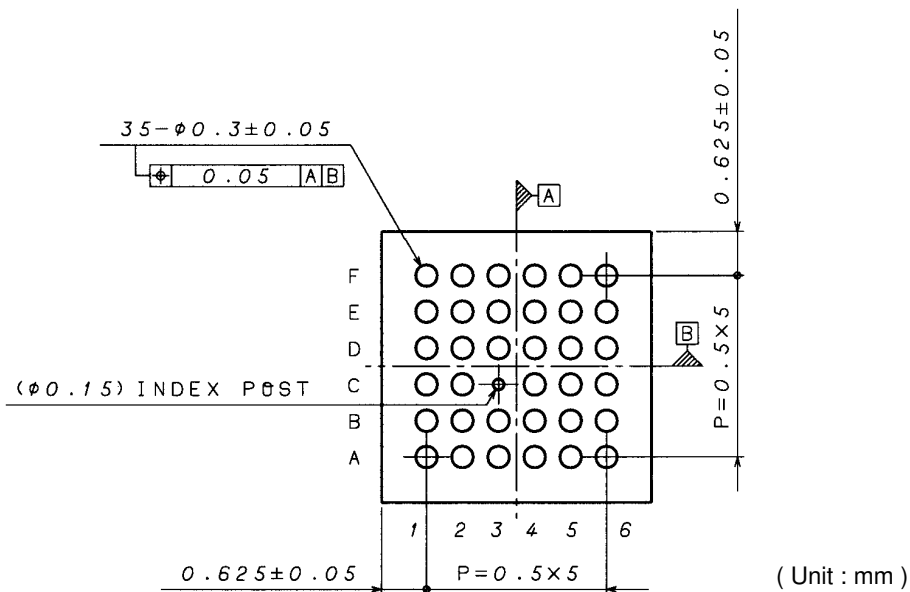 0.625±0.05
35-φ0.3±0.05
⌖ 0.05 A B
A
F
E
D
B
(φ0.15) INDEX POST
C
B
A
P=0.5×5
1 2 3 4 5 6
0.625±0.05
P=0.5×5
( Unit : mm )